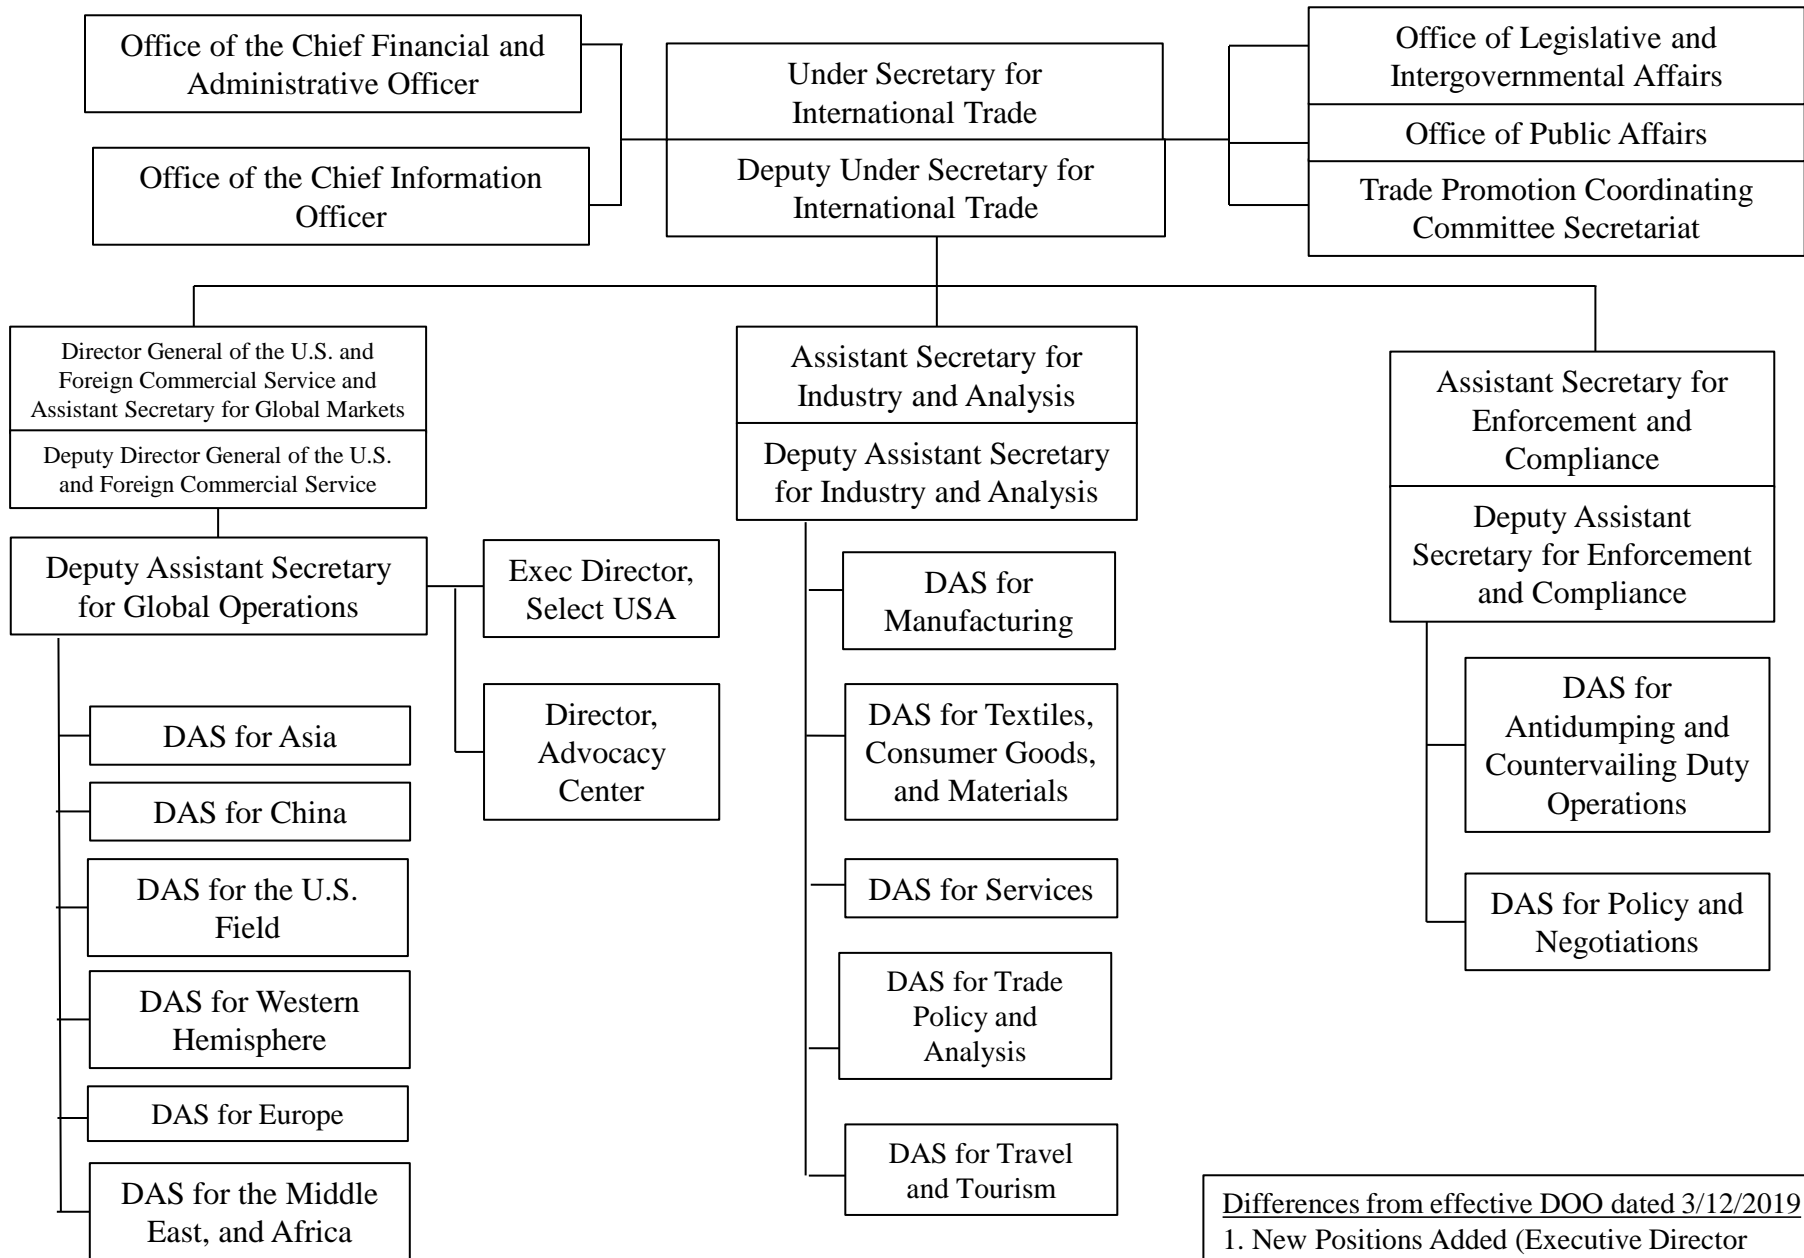 Office of the Chief Financial and
Administrative Officer
Office of the Chief Information
Officer
Under Secretary for
International Trade
Deputy Under Secretary for
International Trade
Office of Legislative and
Intergovernmental Affairs
Office of Public Affairs
Trade Promotion Coordinating
Committee Secretariat
Director General of the U.S. and
Foreign Commercial Service and
Assistant Secretary for Global Markets
Deputy Director General of the U.S.
and Foreign Commercial Service
Deputy Assistant Secretary
for Global Operations
Exec Director,
Select USA
Director,
Advocacy
Center
DAS for Asia
DAS for China
DAS for the U.S.
Field
DAS for Western
Hemisphere
DAS for Europe
DAS for the Middle
East, and Africa
Assistant Secretary for
Industry and Analysis
Deputy Assistant Secretary
for Industry and Analysis
DAS for
Manufacturing
DAS for Textiles,
Consumer Goods,
and Materials
DAS for Services
DAS for Trade
Policy and
Analysis
DAS for Travel
and Tourism
Assistant Secretary for
Enforcement and
Compliance
Deputy Assistant
Secretary for Enforcement
and Compliance
DAS for
Antidumping and
Countervailing Duty
Operations
DAS for Policy and
Negotiations
Differences from effective DOO dated 3/12/2019
1. New Positions Added (Executive Director